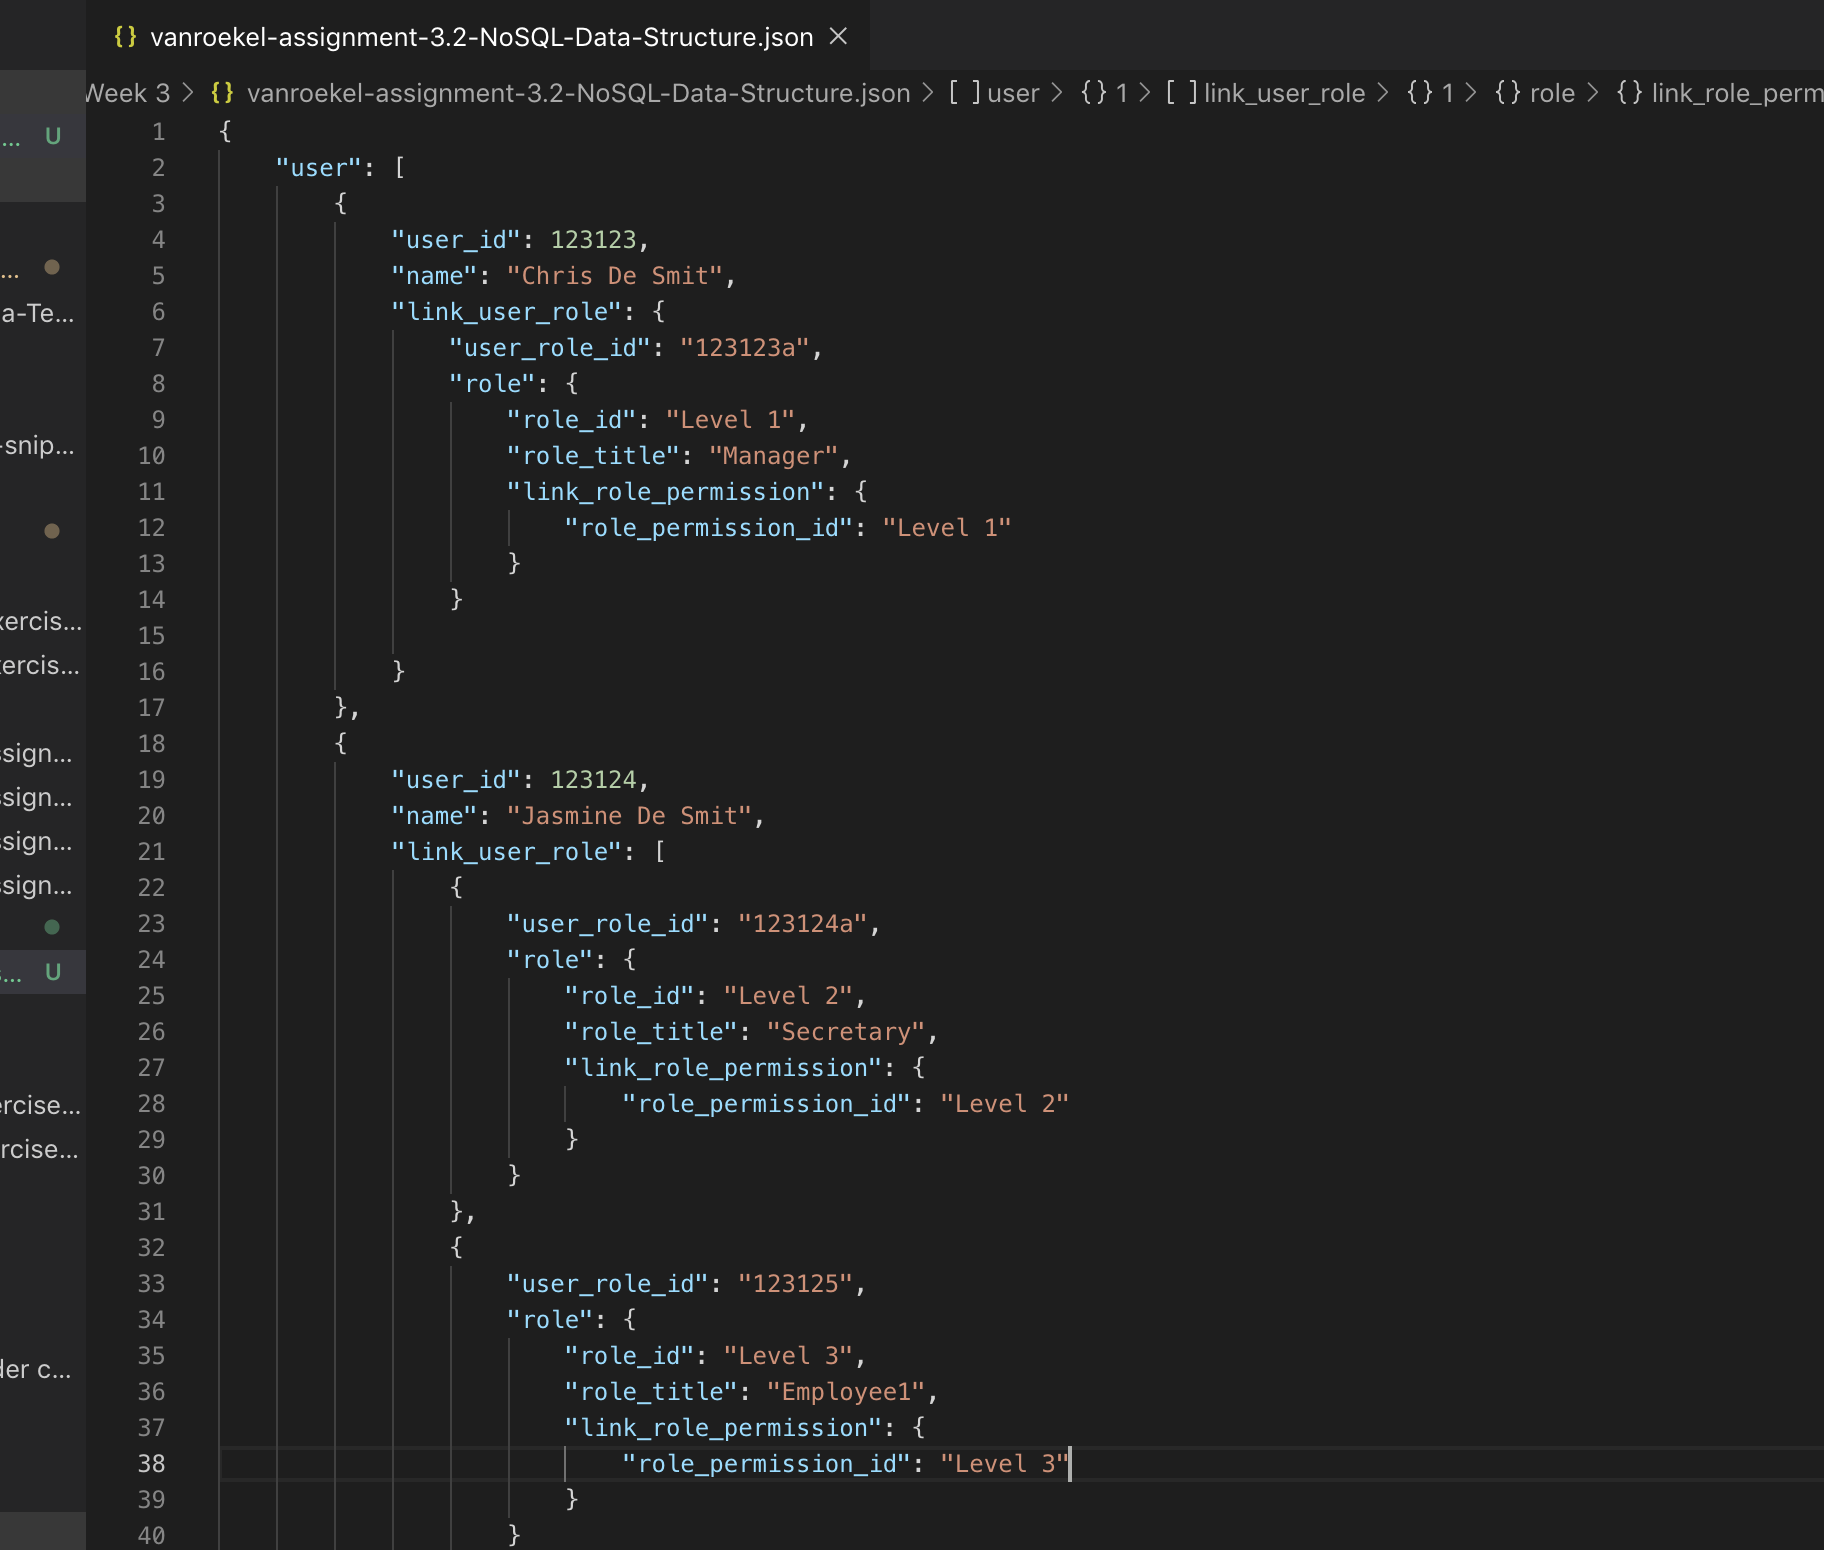 {} vanroekel-assignment-3.2-NoSQL-Data-Structure.json ×
Week 3 > {} vanroekel-assignment-3.2-NoSQL-Data-Structure.json > [ ] user > {} 1 > [ ] link_user_role > {} 1 > {} role > {} link_role_perm
... U
...
a-Te...
-snip...
xercis...
ercis...
ssign...
ssign...
ssign...
ssign...
s... U
ercise...
rcise...
der c...
1 {
2 "user": [
3 {
4 "user_id": 123123,
5 "name": "Chris De Smit",
6 "link_user_role": {
7 "user_role_id": "123123a",
8 "role": {
9 "role_id": "Level 1",
10 "role_title": "Manager",
11 "link_role_permission": {
12 "role_permission_id": "Level 1"
13 }
14 }
15
16 }
17 },
18 {
19 "user_id": 123124,
20 "name": "Jasmine De Smit",
21 "link_user_role": [
22 {
23 "user_role_id": "123124a",
24 "role": {
25 "role_id": "Level 2",
26 "role_title": "Secretary",
27 "link_role_permission": {
28 "role_permission_id": "Level 2"
29 }
30 }
31 },
32 {
33 "user_role_id": "123125",
34 "role": {
35 "role_id": "Level 3",
36 "role_title": "Employee1",
37 "link_role_permission": {
38 "role_permission_id": "Level 3"
39 }
40 }